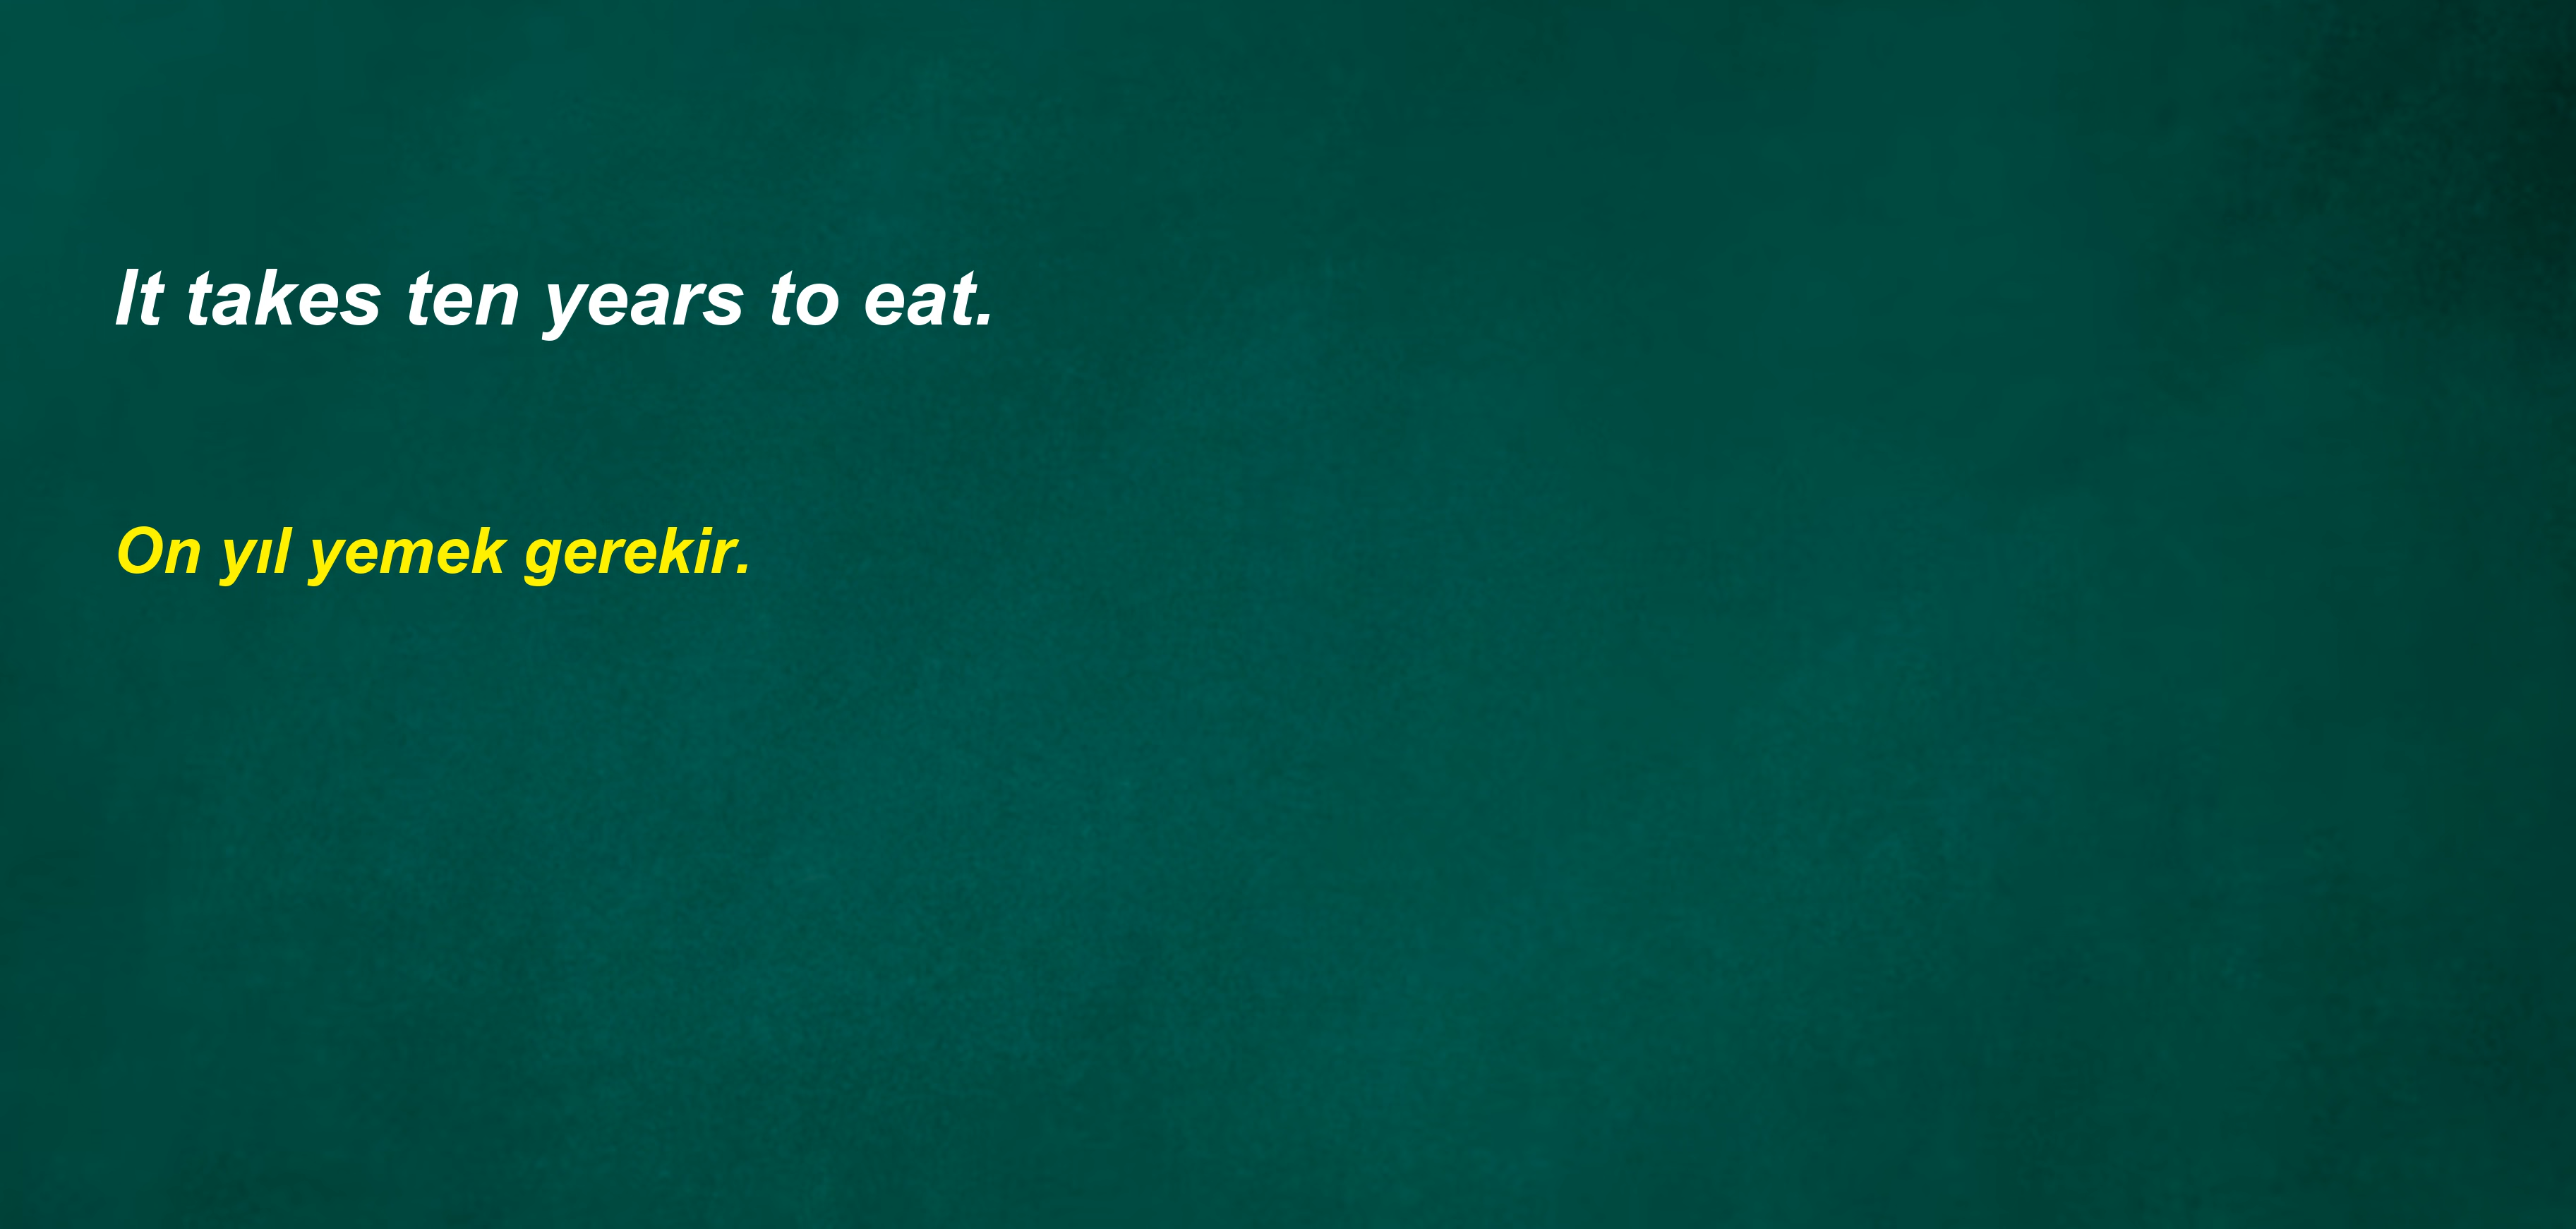 It takes ten years to eat.
On yıl yemek gerekir.